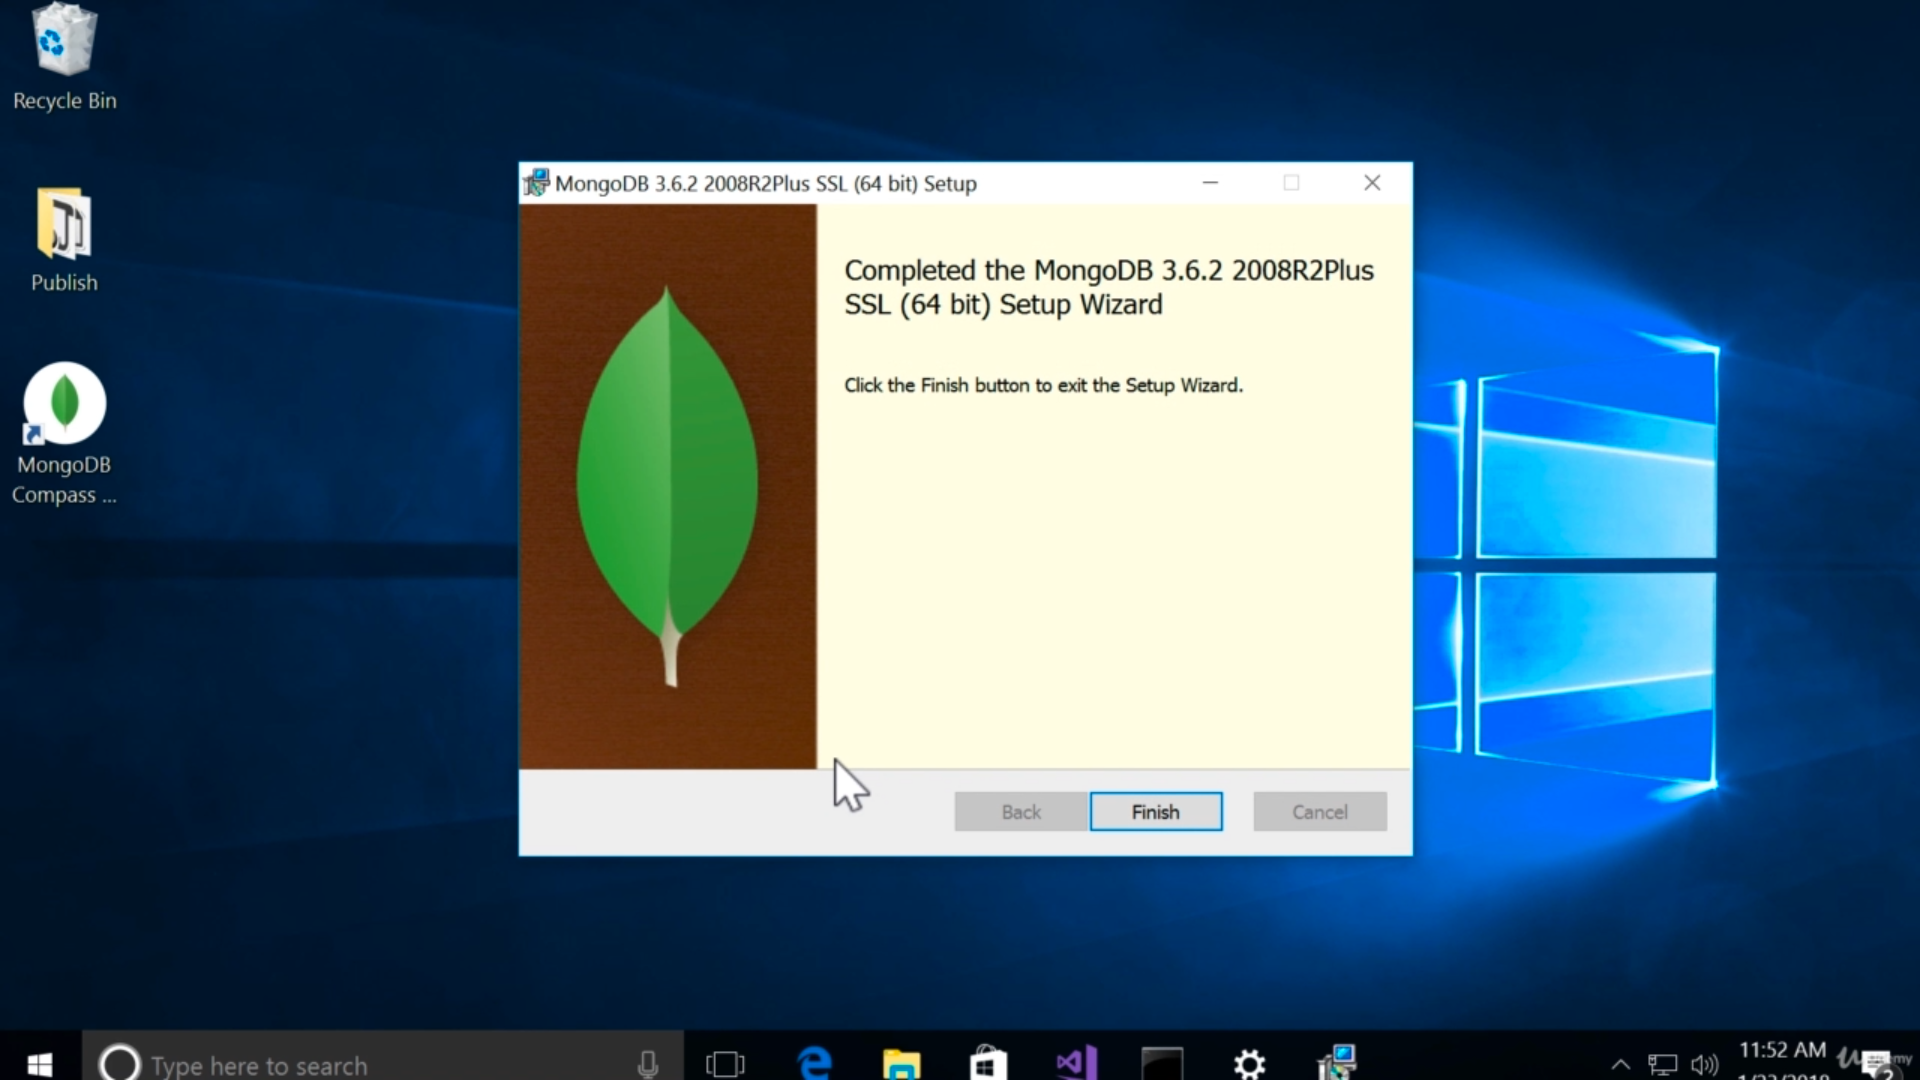 Recycle Bin
Publish
MongoDB
Compass ...
MongoDB 3.6.2 2008R2Plus SSL (64 bit) Setup
Completed the MongoDB 3.6.2 2008R2Plus
SSL (64 bit) Setup Wizard
Click the Finish button to exit the Setup Wizard.
Back
Finish
Cancel
Type here to search
11:52 AM